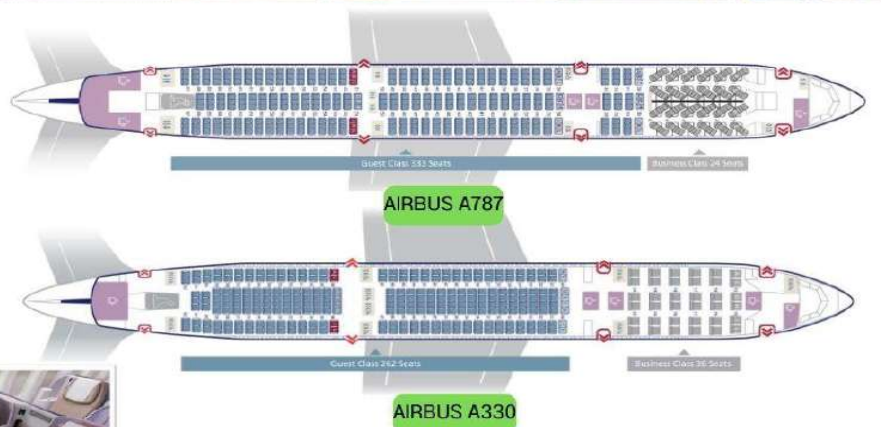 Guest Class 333 Seats
Business Class 24 Seats
AIRBUS A787
Guest Class 262 Seats
Business Class 36 Seats
AIRBUS A330